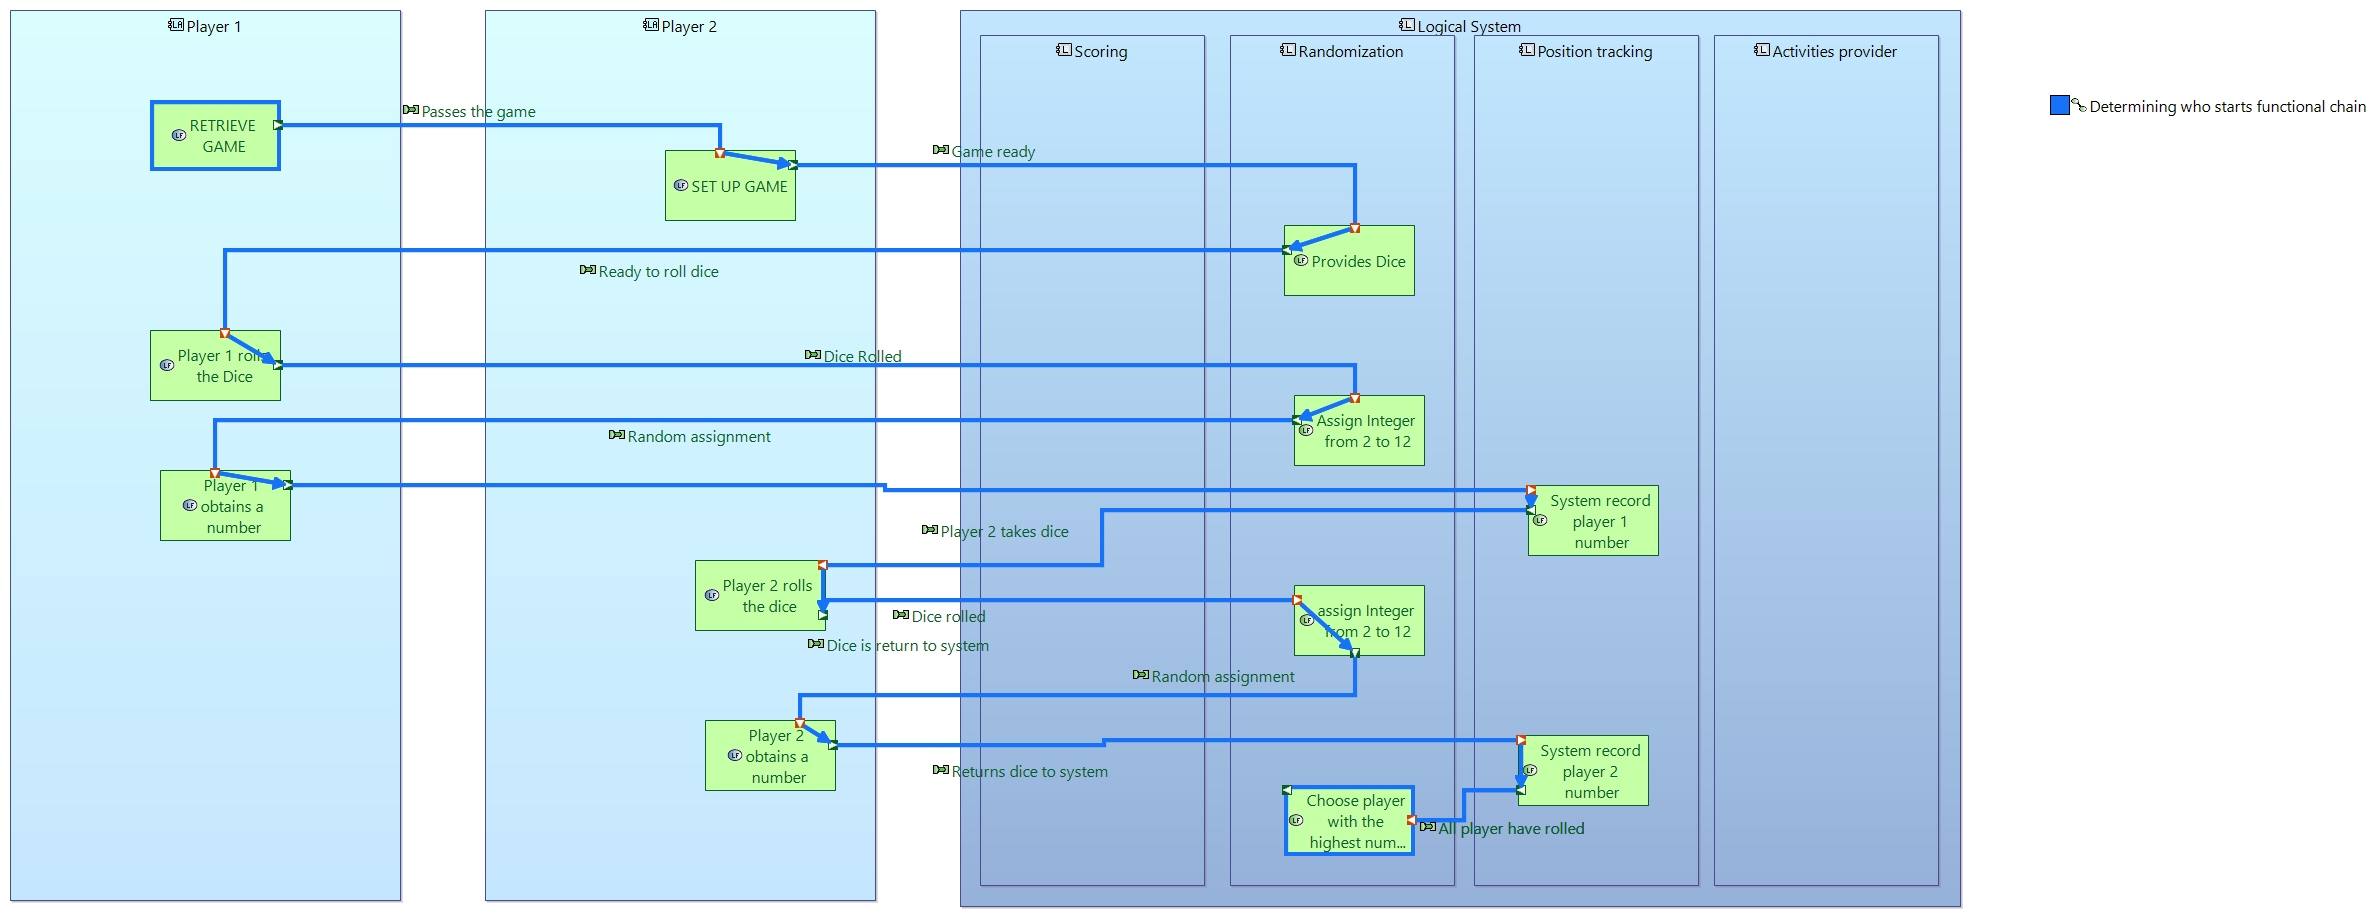 Player 1
Player 2
Logical System
Scoring
Randomization
Position tracking
Activities provider
Determining who starts functional chain
Passes the game
RETRIEVE
GAME
Game ready
SET UP GAME
Provides Dice
Ready to roll dice
Player 1 rolls
the Dice
Dice Rolled
Assign Integer
from 2 to 12
Random assignment
Player 1
obtains a
number
System record
player 1
number
Player 2 takes dice
Player 2 rolls
the dice
Dice rolled
assign Integer
from 2 to 12
Dice is return to system
Random assignment
Player 2
obtains a
number
System record
player 2
number
Returns dice to system
Choose player
with the
highest num...
All player have rolled